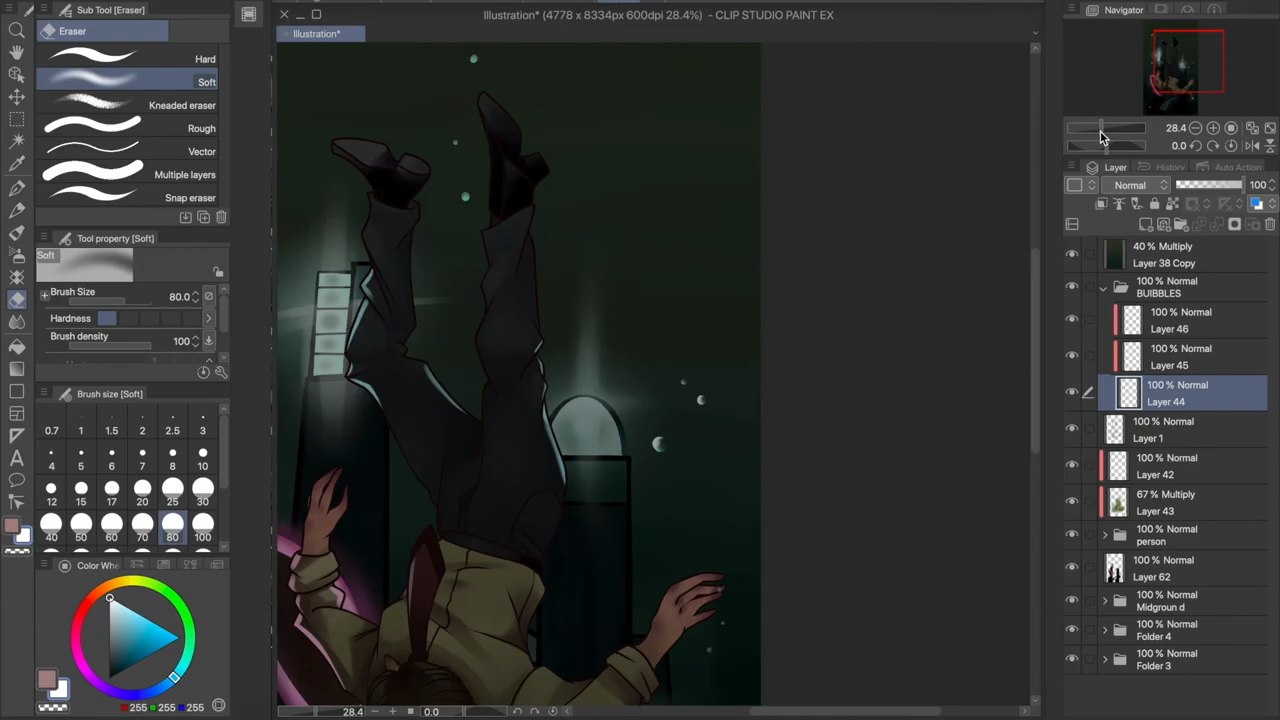 Sub Tool [Eraser]
Eraser
Hard
Soft
Kneaded eraser
Rough
Vector
Multiple layers
Snap eraser
Tool property [Soft]
Soft
Brush Size 80.0
Hardness
Brush density 100
Brush size [Soft]
0.7 1 1.5 2 2.5 3
4 5 6 7 8 10
12 15 17 20 25 30
40 50 60 70 80 100
Color Whe
255 255 255
Illustration* (4778 x 8334px 600dpi 28.4%) - CLIP STUDIO PAINT EX
Illustration*
28.4 0.0
Navigator
28.4
0.0
Layer History Auto Action
Normal 100
40 % Multiply
Layer 38 Copy
100 % Normal
BUIBBLES
100 % Normal
Layer 46
100 % Normal
Layer 45
100 % Normal
Layer 44
100 % Normal
Layer 1
100 % Normal
Layer 42
67 % Multiply
Layer 43
100 % Normal
person
100 % Normal
Layer 62
100 % Normal
Midgroun d
100 % Normal
Folder 4
100 % Normal
Folder 3